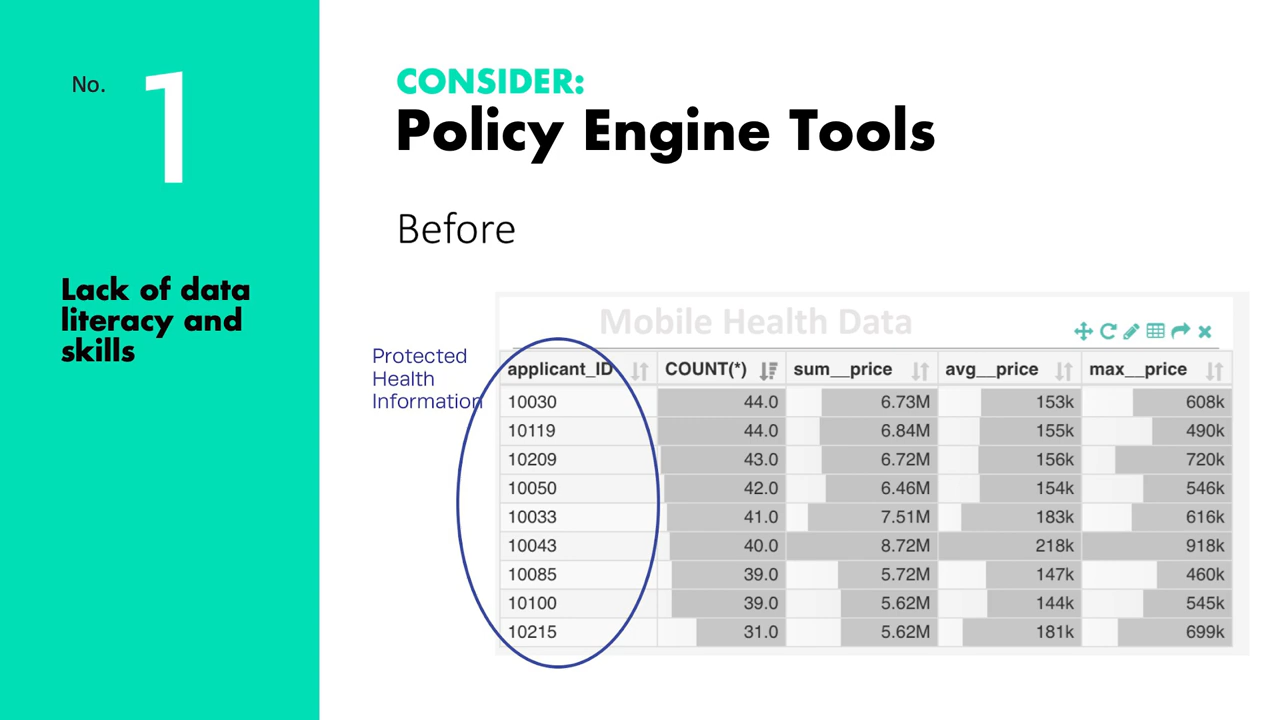 No. 1
Lack of data
literacy and
skills
CONSIDER:
Policy Engine Tools
Before
Protected
Health
Information
Mobile Health Data
applicant_ID COUNT(*) sum__price avg__price max__price
10030 44.0 6.73M 153k 608k
10119 44.0 6.84M 155k 490k
10209 43.0 6.72M 156k 720k
10050 42.0 6.46M 154k 546k
10033 41.0 7.51M 183k 616k
10043 40.0 8.72M 218k 918k
10085 39.0 5.72M 147k 460k
10100 39.0 5.62M 144k 545k
10215 31.0 5.62M 181k 699k